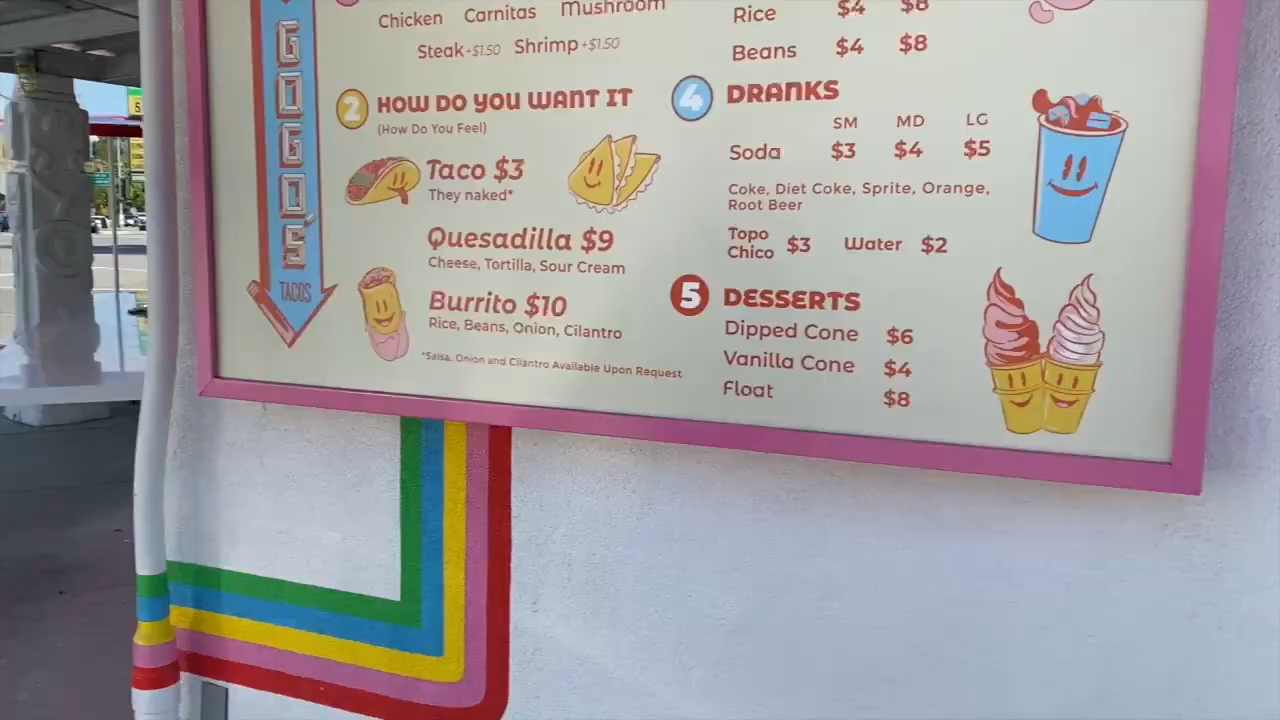 GOGO'S
TACOS
Chicken Carnitas Mushroom
Steak +$1.50 Shrimp +$1.50
2 HOW DO YOU WANT IT
(How Do You Feel)
Taco $3
They naked*
Quesadilla $9
Cheese, Tortilla, Sour Cream
Burrito $10
Rice, Beans, Onion, Cilantro
*Salsa, Onion and Cilantro Available Upon Request
Rice $4 $8
Beans $4 $8
4 DRANKS
SM MD LG
Soda $3 $4 $5
Coke, Diet Coke, Sprite, Orange,
Root Beer
Topo
Chico $3 Water $2
5 DESSERTS
Dipped Cone $6
Vanilla Cone $4
Float $8